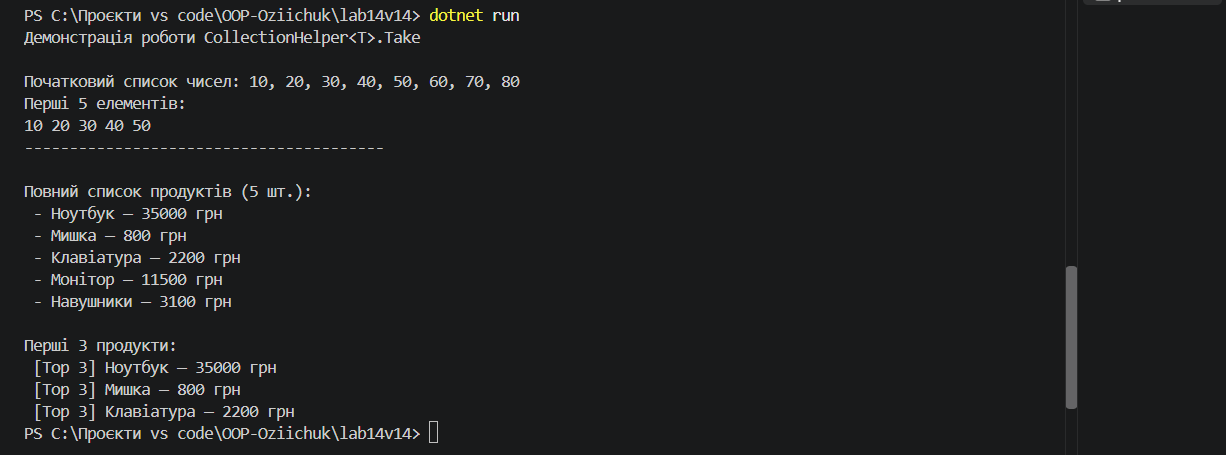 PS C:\Проєкти vs code\OOP-Oziichuk\lab14v14> dotnet run
Демонстрація роботи CollectionHelper<T>.Take
Початковий список чисел: 10, 20, 30, 40, 50, 60, 70, 80
Перші 5 елементів:
10 20 30 40 50
----------------------------------------
Повний список продуктів (5 шт.):
- Ноутбук — 35000 грн
- Мишка — 800 грн
- Клавіатура — 2200 грн
- Монітор — 11500 грн
- Навушники — 3100 грн
Перші 3 продукти:
[Top 3] Ноутбук — 35000 грн
[Top 3] Мишка — 800 грн
[Top 3] Клавіатура — 2200 грн
PS C:\Проєкти vs code\OOP-Oziichuk\lab14v14>